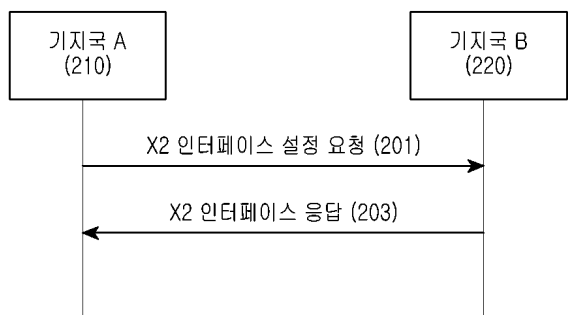 기지국 A
(210)
기지국 B
(220)
X2 인터페이스 설정 요청 (201)
X2 인터페이스 응답 (203)